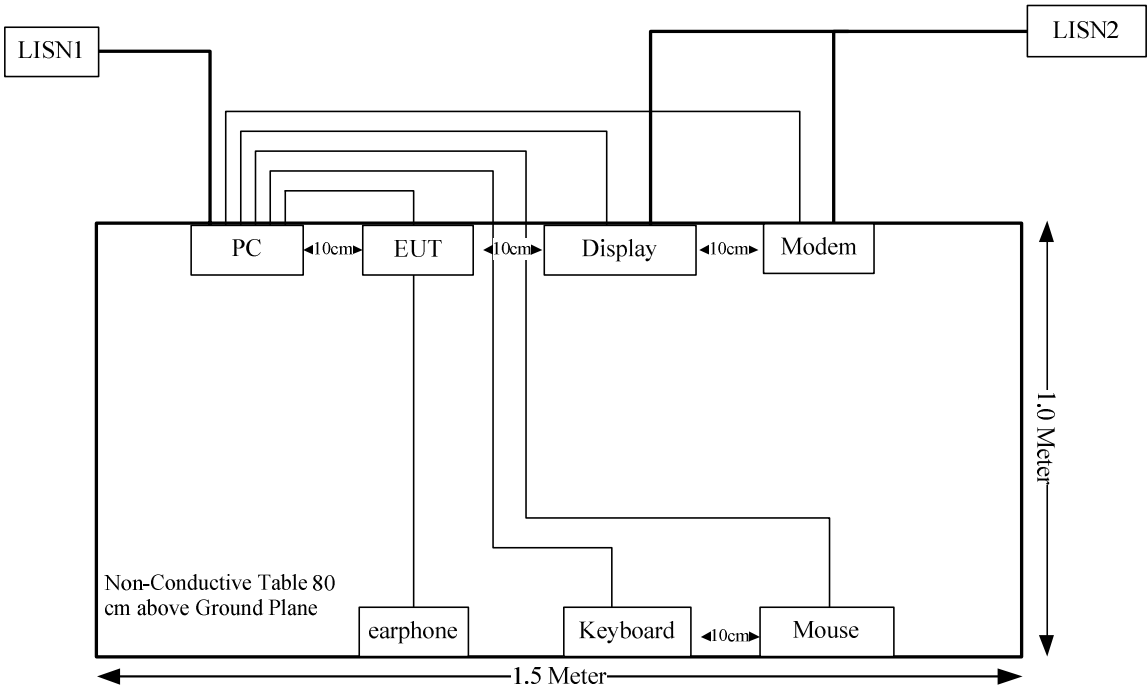 LISN1
LISN2
PC
10cm
EUT
10cm
Display
10cm
Modem
1.0 Meter
Non-Conductive Table 80
cm above Ground Plane
earphone
Keyboard
10cm
Mouse
1.5 Meter